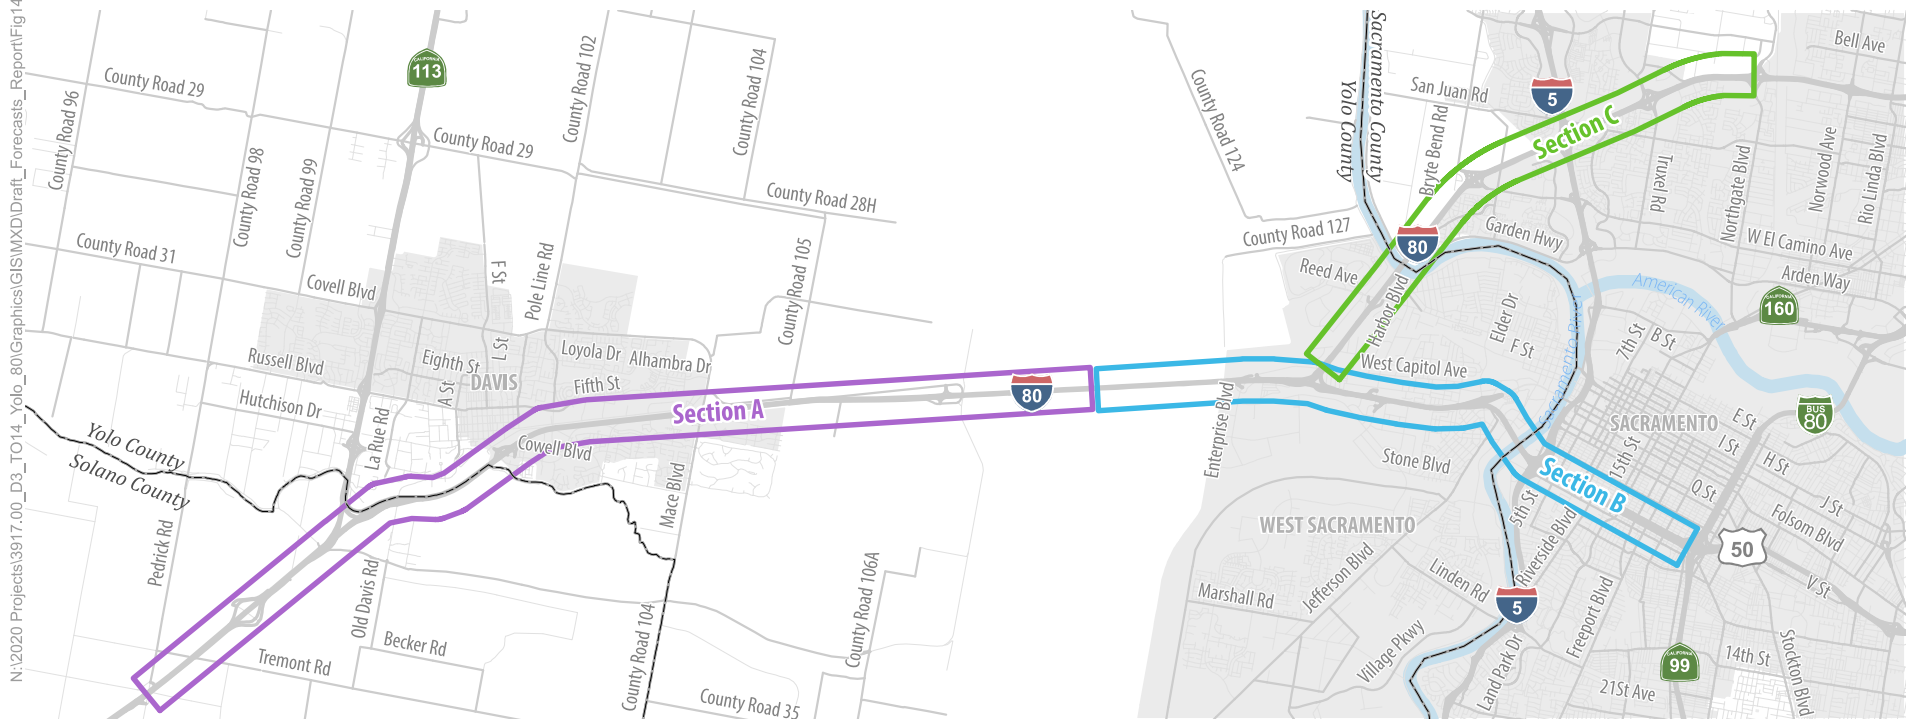 N:\2020 Projects\3917.00_D3_TO14_Yolo_80\Graphics\GIS\MXD\Draft_Forecasts_Report\Fig14
County Road 96
County Road 29
CALIFORNIA
113
County Road 29
County Road 102
County Road 104
County Road 28H
County Road 98
County Road 99
County Road 31
Covell Blvd
F St
Pole Line Rd
County Road 105
Russell Blvd
Eighth St
L St
Loyola Dr
Alhambra Dr
DAVIS
Fifth St
A St
Hutchison Dr
La Rue Rd
Section A
80
Cowell Blvd
Yolo County
Solano County
Mace Blvd
Pedrick Rd
Old Davis Rd
Becker Rd
Tremont Rd
County Road 104
County Road 106A
County Road 35
County Road 124
County Road 127
Sacramento County
Yolo County
San Juan Rd
Bryte Bend Rd
5
Section C
Bell Ave
Truxel Rd
Northgate Blvd
Norwood Ave
Rio Linda Blvd
Garden Hwy
W El Camino Ave
Arden Way
80
Reed Ave
Harbor Blvd
Elder Dr
F St
American River
CALIFORNIA
160
Sacramento River
7th St
B St
West Capitol Ave
Enterprise Blvd
BUS
80
SACRAMENTO
E St
I St
H St
15th St
Stone Blvd
Section B
Q St
J St
5th St
Folsom Blvd
WEST SACRAMENTO
Riverside Blvd
50
V St
Jefferson Blvd
Linden Rd
Marshall Rd
5
Freeport Blvd
Village Pkwy
Land Park Dr
CALIFORNIA
99
14th St
21St Ave
Stockton Blvd